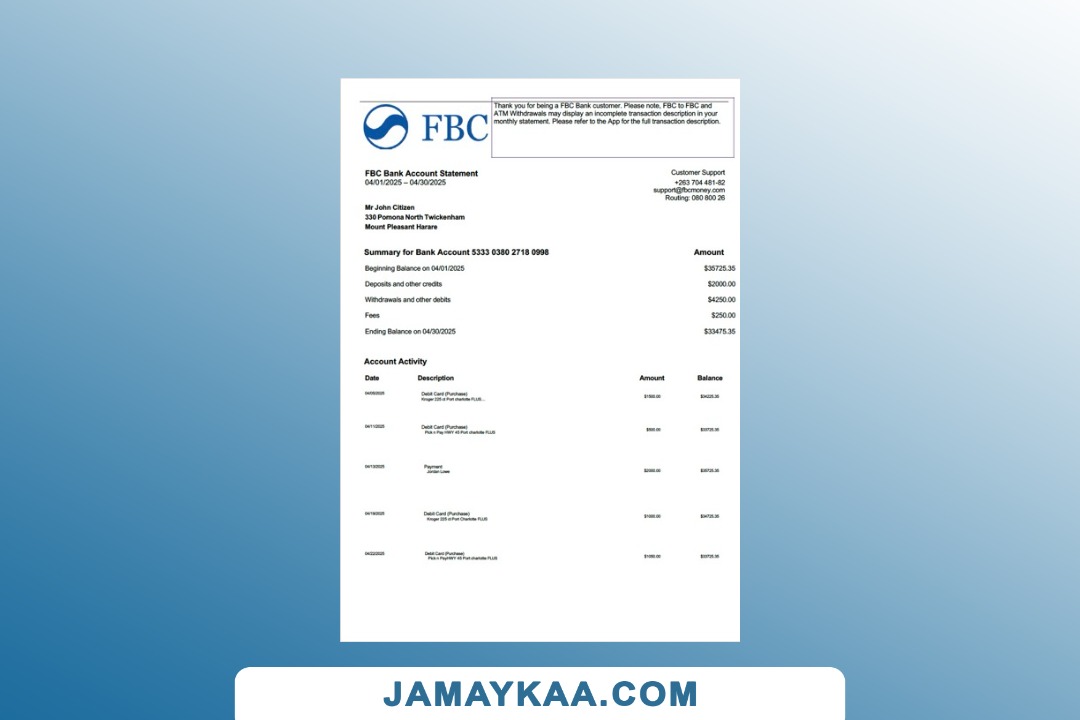 Thank you for being a FBC Bank customer. Please note, FBC to FBC and
ATM Withdrawals may display an incomplete transaction description in your
monthly statement. Please refer to the App for the full transaction description.
FBC
FBC Bank Account Statement
04/01/2025 – 04/30/2025
Customer Support
+263 704 481-82
support@fbcmoney.com
Routing: 080 800 26
Mr John Citizen
330 Pomona North Twickenham
Mount Pleasant Harare
Summary for Bank Account 5333 0380 2718 0998 Amount
Beginning Balance on 04/01/2025 $35725.35
Deposits and other credits $2000.00
Withdrawals and other debits $4250.00
Fees $250.00
Ending Balance on 04/30/2025 $33475.35
Account Activity
Date Description Amount Balance
Debit Card (Purchase)
Kroger 225 ct Port charlotte FLUS...
$1500.00 $34225.35
04/11/2025 Debit Card (Purchase)
Pick n Pay HWY 45 Port charlotte FLUS
$500.00 $33725.35
04/13/2025 Payment
Jordan Lowe
$2000.00 $35725.35
Debit Card (Purchase)
Kroger 225 ct Port Charlotte FLUS
$1000.00 $34725.35
04/22/2025 Debit Card (Purchase)
Pick n PayHWY 45 Port charlotte FLUS
$1000.00 $33725.35
JAMAYKAA.COM